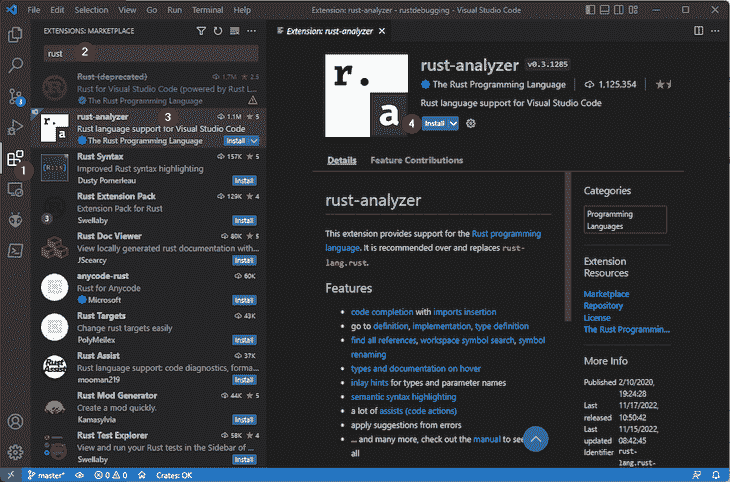 File Edit Selection View Go Run Terminal Help
Extension: rust-analyzer - rustdebugging - Visual Studio Code
EXTENSIONS: MARKETPLACE
rust
2
Rust (deprecated)
1.7M 2.5
Rust for Visual Studio Code (powered by Rust L...
The Rust Programming Language
rust-analyzer
3
1.1M 5
Rust language support for Visual Studio Code
The Rust Programming Language
Install
Rust Syntax
157K 5
Improved Rust syntax highlighting
Dusty Pomerleau
Install
Rust Extension Pack
129K 4
Extension Pack for Rust
Swellaby
Install
3
Rust Doc Viewer
80K 5
View locally generated rust documentation with...
JScearcy
Install
anycode-rust
60K
Rust for Anycode
Microsoft
Install
Rust Targets
43K
Change rust targets easily
PolyMeilex
Install
Rust Assist
37K
Rust language support: code diagnostics, forma...
mooman219
Install
Rust Mod Generator
44K 5
Create a mod quickly.
Kamasylvia
Install
Rust Test Explorer
58K 4
View and run your Rust tests in the Sidebar of ...
Swellaby
Install
3
1
Extension: rust-analyzer
r.
a
rust-analyzer
v0.3.1285
The Rust Programming Language
1,125,354
Rust language support for Visual Studio Code
4
Install
Details Feature Contributions
rust-analyzer
This extension provides support for the Rust programming
language. It is recommended over and replaces rust-
lang.rust.
Features
• code completion with imports insertion
• go to definition, implementation, type definition
• find all references, workspace symbol search, symbol
renaming
• types and documentation on hover
• inlay hints for types and parameter names
• semantic syntax highlighting
• a lot of assists (code actions)
• apply suggestions from errors
• ... and many more, check out the manual to see
all
Categories
Programming
Languages
Extension
Resources
Marketplace
Repository
License
The Rust Programmin...
More Info
Published 2/10/2020,
19:24:28
Last 11/17/2022,
released 10:50:42
Last 11/15/2022,
updated 08:42:45
Identifier rust-
lang.rust-
master*
0 0
Crates: OK